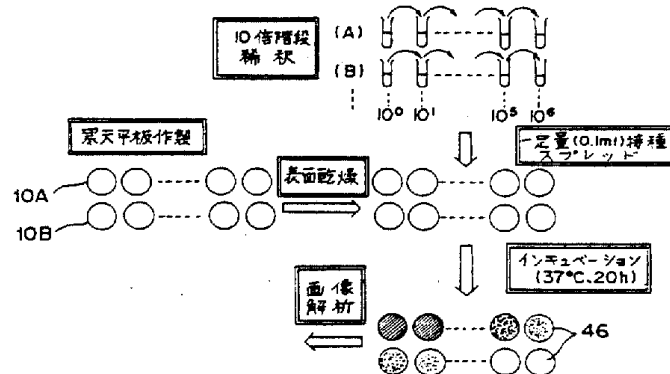 10倍階段
稀釈
(A)
(B)
10⁰ 10¹ 10⁵ 10⁶
寒天平板作製
一定量(0.1ml)接種
スプレッド
表面乾燥
10A
10B
インキュベーション
(37°C、20h)
画像
解析
46